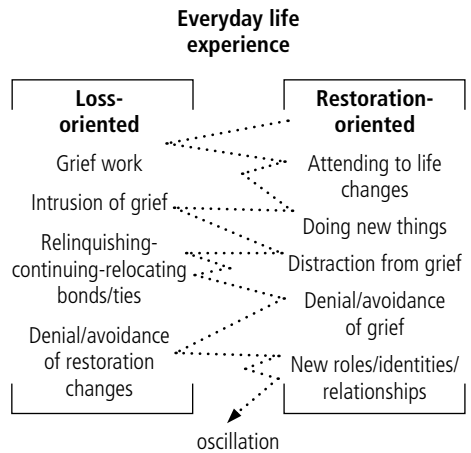 Everyday life
experience
Loss-
oriented
Grief work
Intrusion of grief
Relinquishing-
continuing-relocating
bonds/ties
Denial/avoidance
of restoration
changes
Restoration-
oriented
Attending to life
changes
Doing new things
Distraction from grief
Denial/avoidance
of grief
New roles/identities/
relationships
oscillation